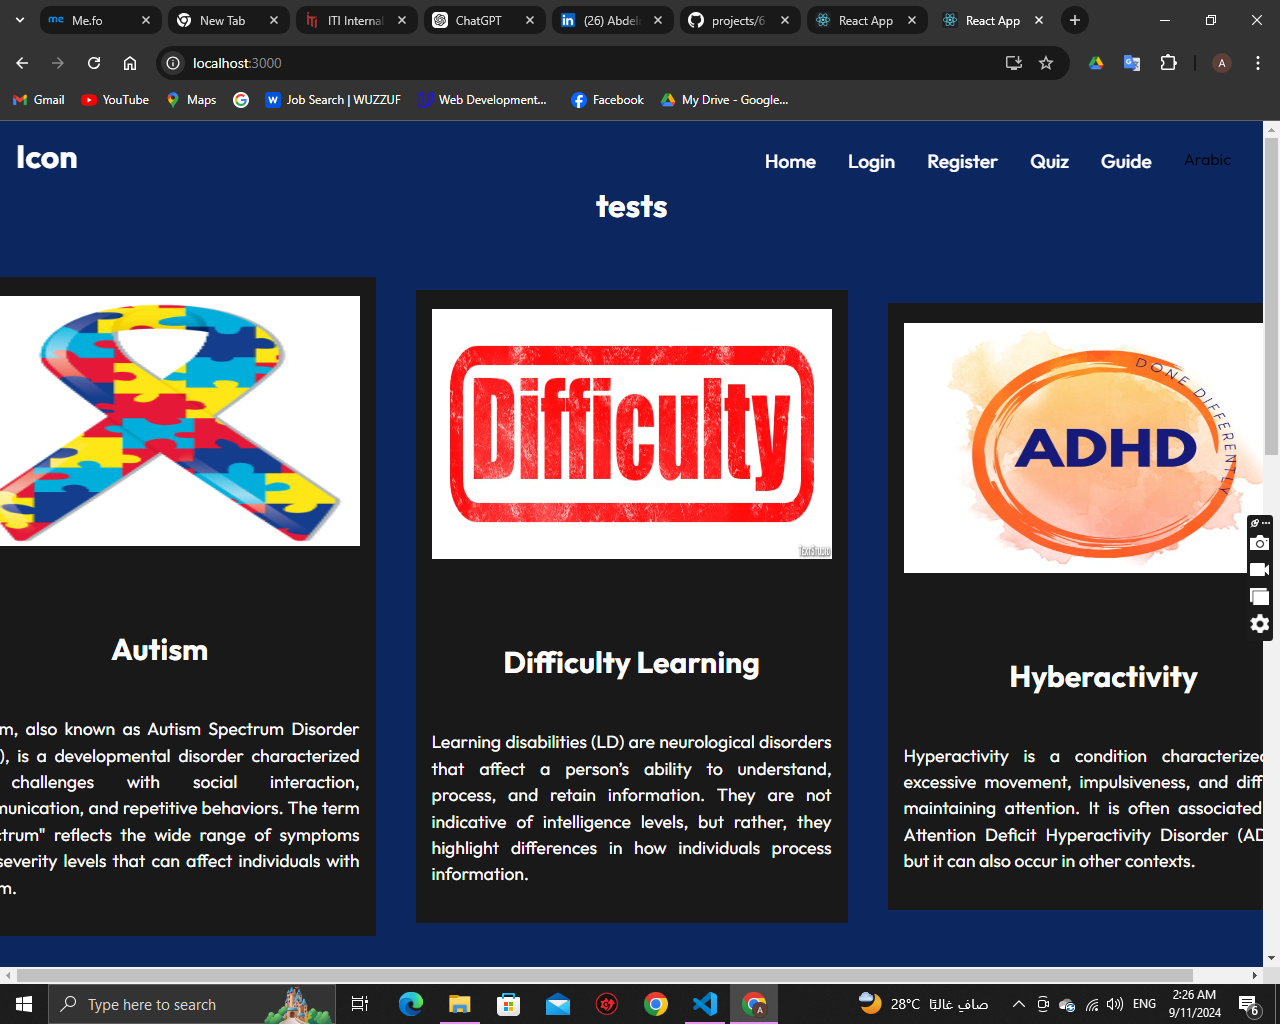 Me.fo
New Tab
ITI Internal
ChatGPT
(26) Abdel
projects/6
React App
React App
localhost:3000
A
Gmail
YouTube
Maps
Job Search | WUZZUF
Web Development...
Facebook
My Drive - Google...
Icon
Home
Login
Register
Quiz
Guide
Arabic
tests
Difficulty
TEXTSTUDIO
DONE DIFFERENTLY
ADHD
Autism
m, also known as Autism Spectrum Disorder
), is a developmental disorder characterized
challenges with social interaction,
munication, and repetitive behaviors. The term
ctrum" reflects the wide range of symptoms
severity levels that can affect individuals with
m.
Difficulty Learning
Learning disabilities (LD) are neurological disorders
that affect a person's ability to understand,
process, and retain information. They are not
indicative of intelligence levels, but rather, they
highlight differences in how individuals process
information.
Hyberactivity
Hyperactivity is a condition characterized
excessive movement, impulsiveness, and diff
maintaining attention. It is often associated
Attention Deficit Hyperactivity Disorder (AD
but it can also occur in other contexts.
Type here to search
28°C صافٍ غالبًا
ENG
2:26 AM
9/11/2024
6